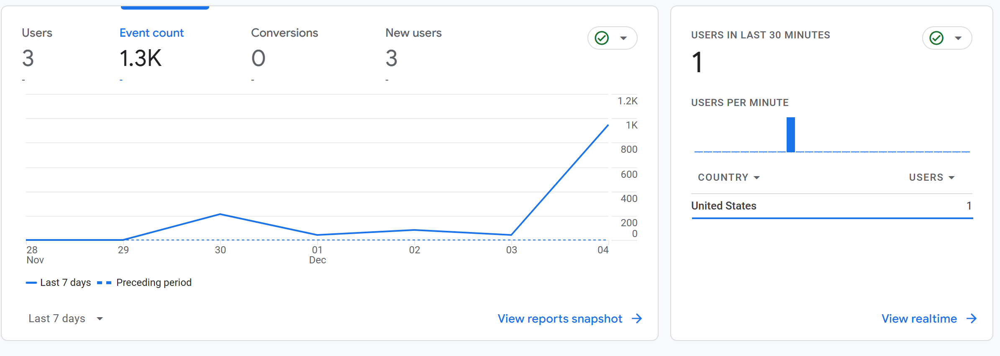 Users
3
-
Event count
1.3K
-
Conversions
0
-
New users
3
-
1.2K
1K
800
600
400
200
0
28
Nov
29
30
01
Dec
02
03
04
Last 7 days
Preceding period
Last 7 days
View reports snapshot
USERS IN LAST 30 MINUTES
1
USERS PER MINUTE
COUNTRY USERS
United States 1
View realtime